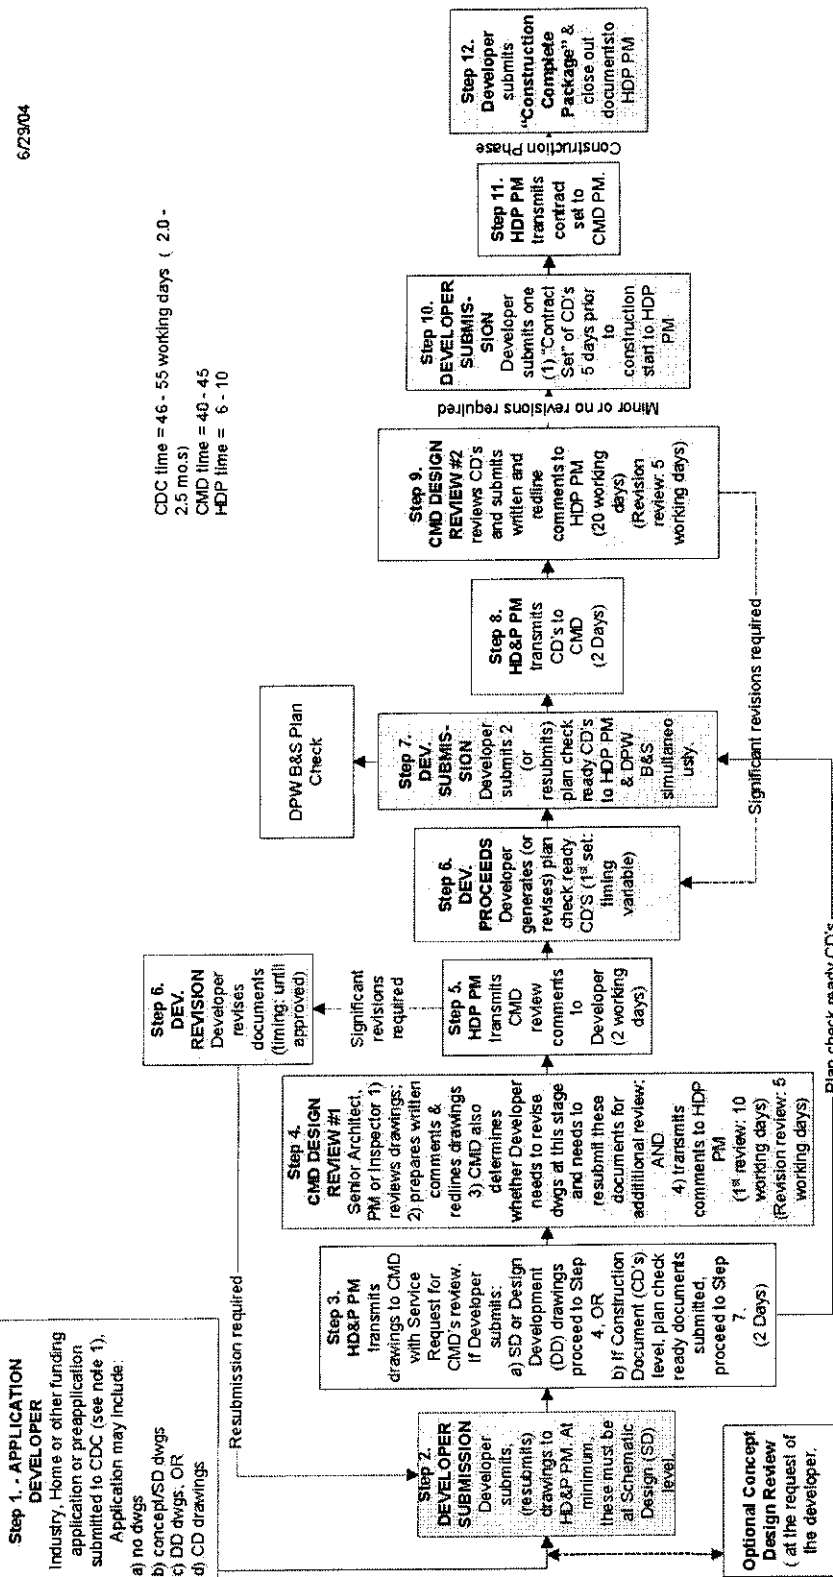 6/29/04
CDC time = 46 - 55 working days ( 2.0 -
2.5 mo.s)
CMD time = 40 - 45
HDP time = 6 - 10
Step 1. - APPLICATION
DEVELOPER
Industry, Home or other funding
application or preapplication
submitted to CDC (see note 1),
Application may include:
a) no dwgs
b) concept/SD dwgs
c) DD dwgs, OR
d) CD drawings
Resubmission required
Step 2.
DEVELOPER
SUBMISSION
Developer
submits,
(resubmits)
drawings to
HD&P PM. At
minimum,
these must be
at Schematic
Design (SD)
level.
Optional Concept
Design Review
( at the request of
the developer.
Step 3.
HD&P PM
transmits
drawings to CMD
with Service
Request for
CMD's review.
If Developer
submits:
a) SD or Design
Development
(DD) drawings
proceed to Step
4, OR
b) If Construction
Document (CD's)
level, plan check
ready documents
submitted,
proceed to Step
7.
(2 Days)
Step 4.
CMD DESIGN
REVIEW #1
Senior Architect,
PM or Inspector 1)
reviews drawings;
2) prepares written
comments &
redlines drawings
3) CMD also
determines
whether Developer
needs to revise
dwgs at this stage
and needs to
resubmit these
documents for
addditional review;
AND
4) transmits
comments to HDP
PM
(1st review: 10
working days)
(Revision review: 5
working days)
Step 5.
HDP PM
transmits
CMD
review
comments
to
Developer
(2 working
days)
Significant
revisions
required
Step 6.
DEV.
REVISION
Developer
revises
documents
(timing: until
approved)
Step 6.
DEV.
PROCEEDS
Developer
generates (or
revises) plan
check ready
CD'S (1st set:
timing
variable)
Step 7.
DEV.
SUBMIS-
SION
Developer
submits 2
(or
resubmits)
plan check
ready CD's
to HDP PM
& DPW.
B&S
simultaneo
usly.
DPW B&S Plan
Check
Plan check ready CD's
Step 8.
HD&P PM
transmits
CD's to
CMD
(2 Days)
Step 9.
CMD DESIGN
REVIEW #2
reviews CD's
and submits
written and
redline
comments to
HDP PM
(20 working
days)
(Revision
review: 5
working days)
Significant revisions required
Minor or no revisions required
Step 10.
DEVELOPER
SUBMIS-
SION
Developer
submits one
(1) "Contract
Set" of CD's
5 days prior
to
construction
start to HDP
PM
Step 11.
HDP PM
transmits
contract
set to
CMD PM.
Construction Phase
Step 12.
Developer
submits
"Construction
Complete
Package" &
close out
documentsto
HDP PM